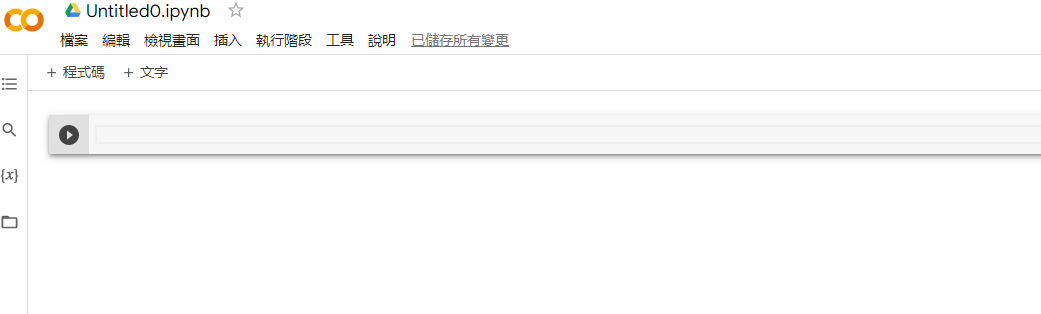 Untitled0.ipynb
檔案 編輯 檢視畫面 插入 執行階段 工具 說明 已儲存所有變更
+ 程式碼 + 文字
{x}